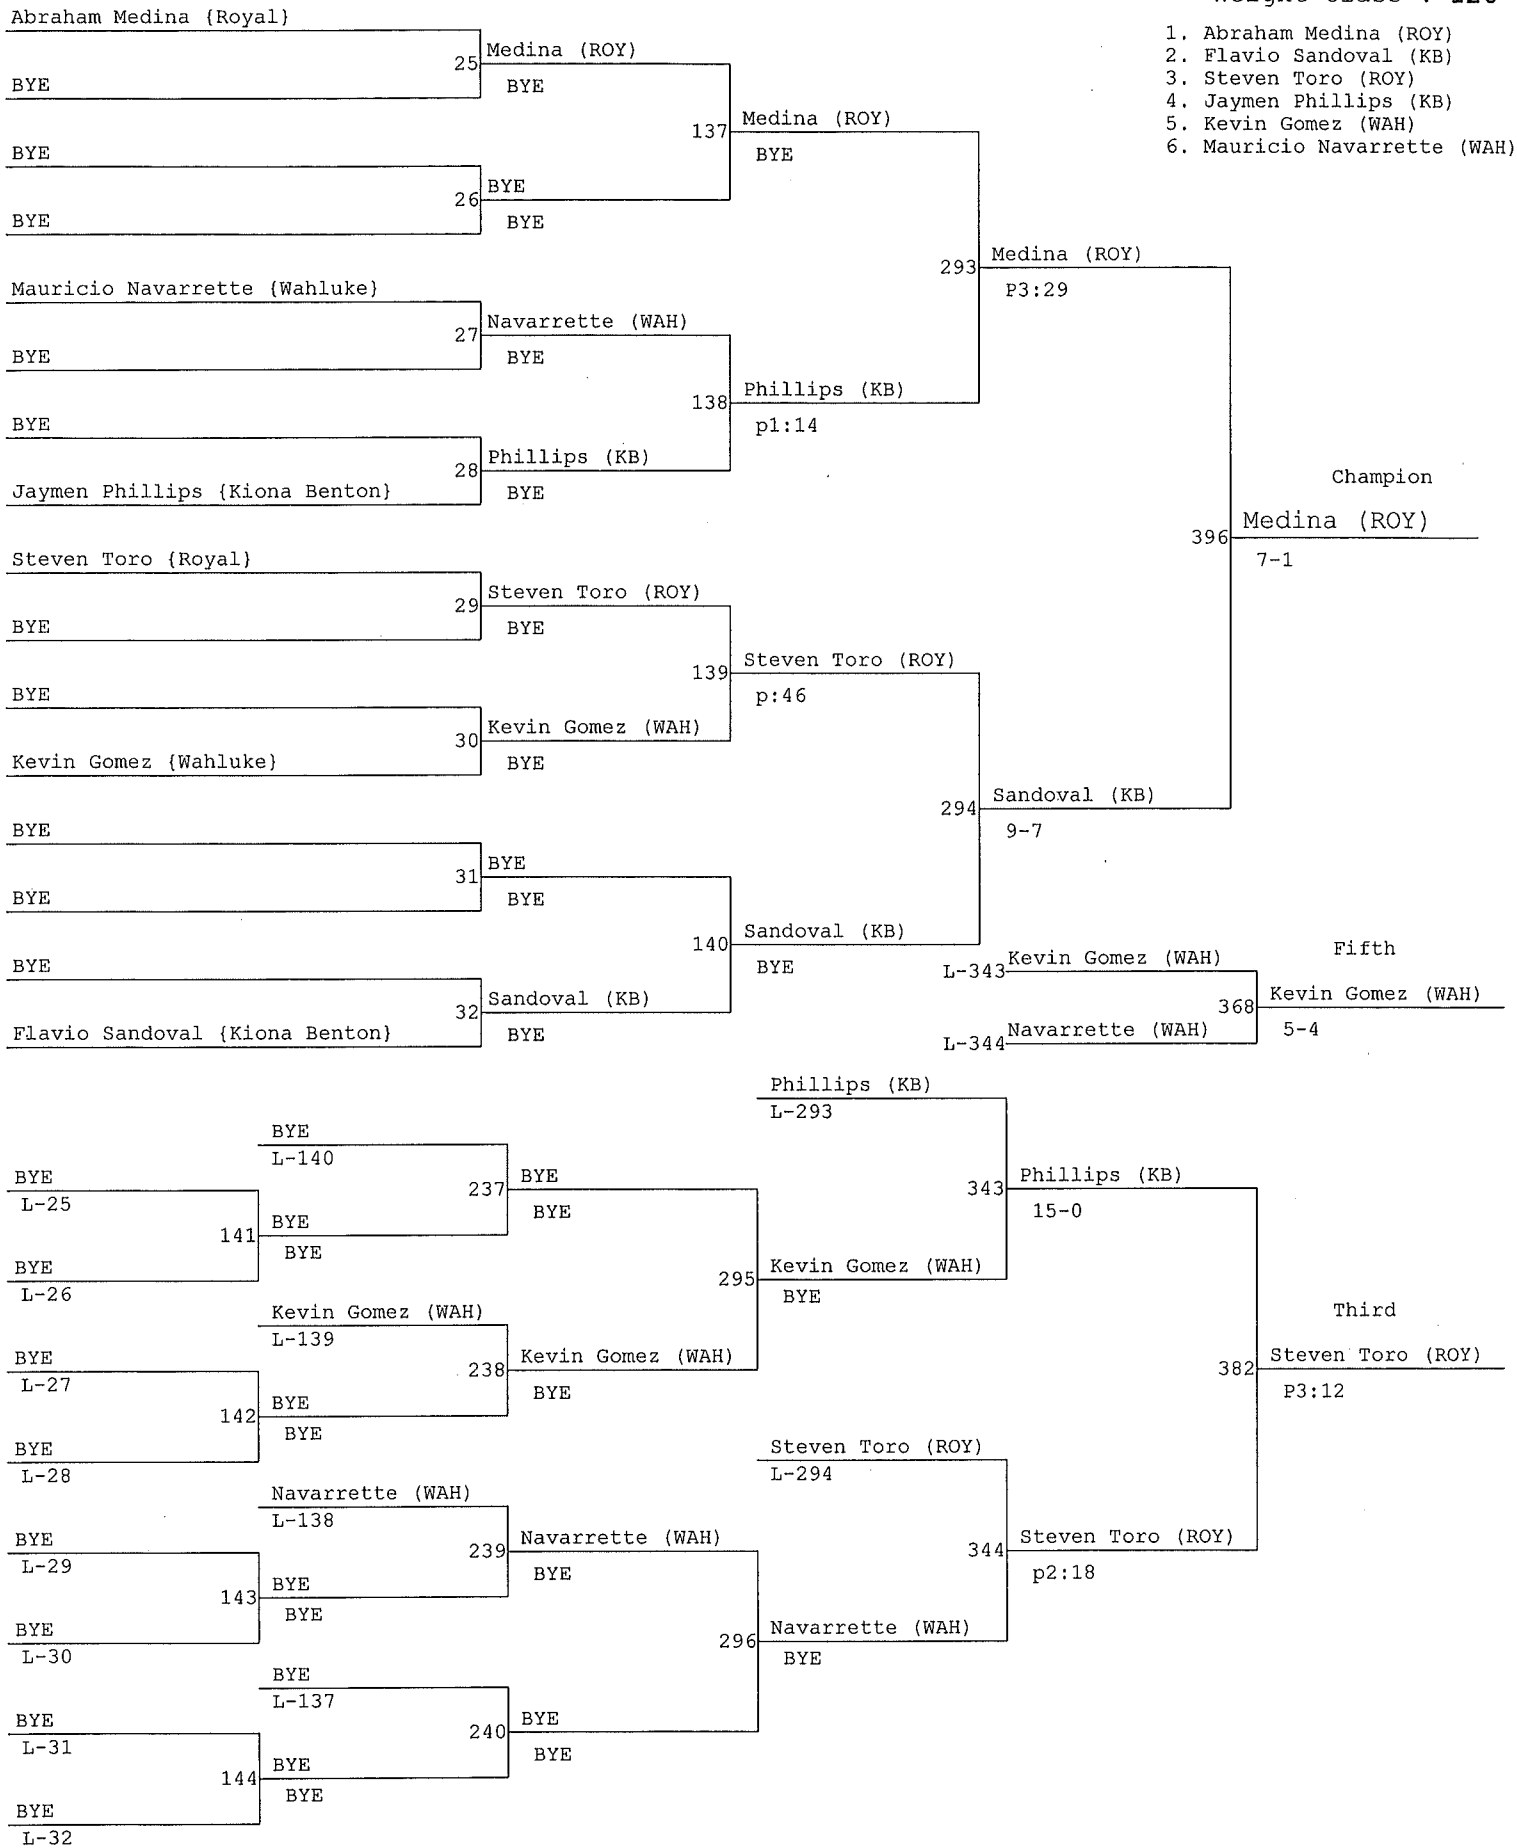 Abraham Medina {Royal}
25
Medina (ROY)
BYE
BYE
137
Medina (ROY)
BYE
BYE
26
BYE
BYE
BYE
293
Medina (ROY)
P3:29
Mauricio Navarrette {Wahluke}
27
Navarrette (WAH)
BYE
BYE
138
Phillips (KB)
p1:14
BYE
28
Phillips (KB)
BYE
Jaymen Phillips {Kiona Benton}
Champion
396
Medina (ROY)
7-1
Steven Toro {Royal}
29
Steven Toro (ROY)
BYE
BYE
139
Steven Toro (ROY)
p:46
BYE
30
Kevin Gomez (WAH)
BYE
Kevin Gomez {Wahluke}
294
Sandoval (KB)
9-7
BYE
31
BYE
BYE
BYE
140
Sandoval (KB)
BYE
BYE
32
Sandoval (KB)
BYE
Flavio Sandoval {Kiona Benton}
1. Abraham Medina (ROY)
2. Flavio Sandoval (KB)
3. Steven Toro (ROY)
4. Jaymen Phillips (KB)
5. Kevin Gomez (WAH)
6. Mauricio Navarrette (WAH)
Fifth
Kevin Gomez (WAH)
L-343
368
Kevin Gomez (WAH)
5-4
Navarrette (WAH)
L-344
Phillips (KB)
L-293
BYE
L-140
BYE
L-25
237
BYE
BYE
343
Phillips (KB)
15-0
141
BYE
BYE
BYE
L-26
295
Kevin Gomez (WAH)
BYE
Kevin Gomez (WAH)
L-139
BYE
L-27
238
Kevin Gomez (WAH)
BYE
142
BYE
BYE
BYE
L-28
Third
382
Steven Toro (ROY)
P3:12
Steven Toro (ROY)
L-294
Navarrette (WAH)
L-138
BYE
L-29
239
Navarrette (WAH)
BYE
344
Steven Toro (ROY)
p2:18
143
BYE
BYE
BYE
L-30
296
Navarrette (WAH)
BYE
BYE
L-137
BYE
L-31
240
BYE
BYE
144
BYE
BYE
BYE
L-32